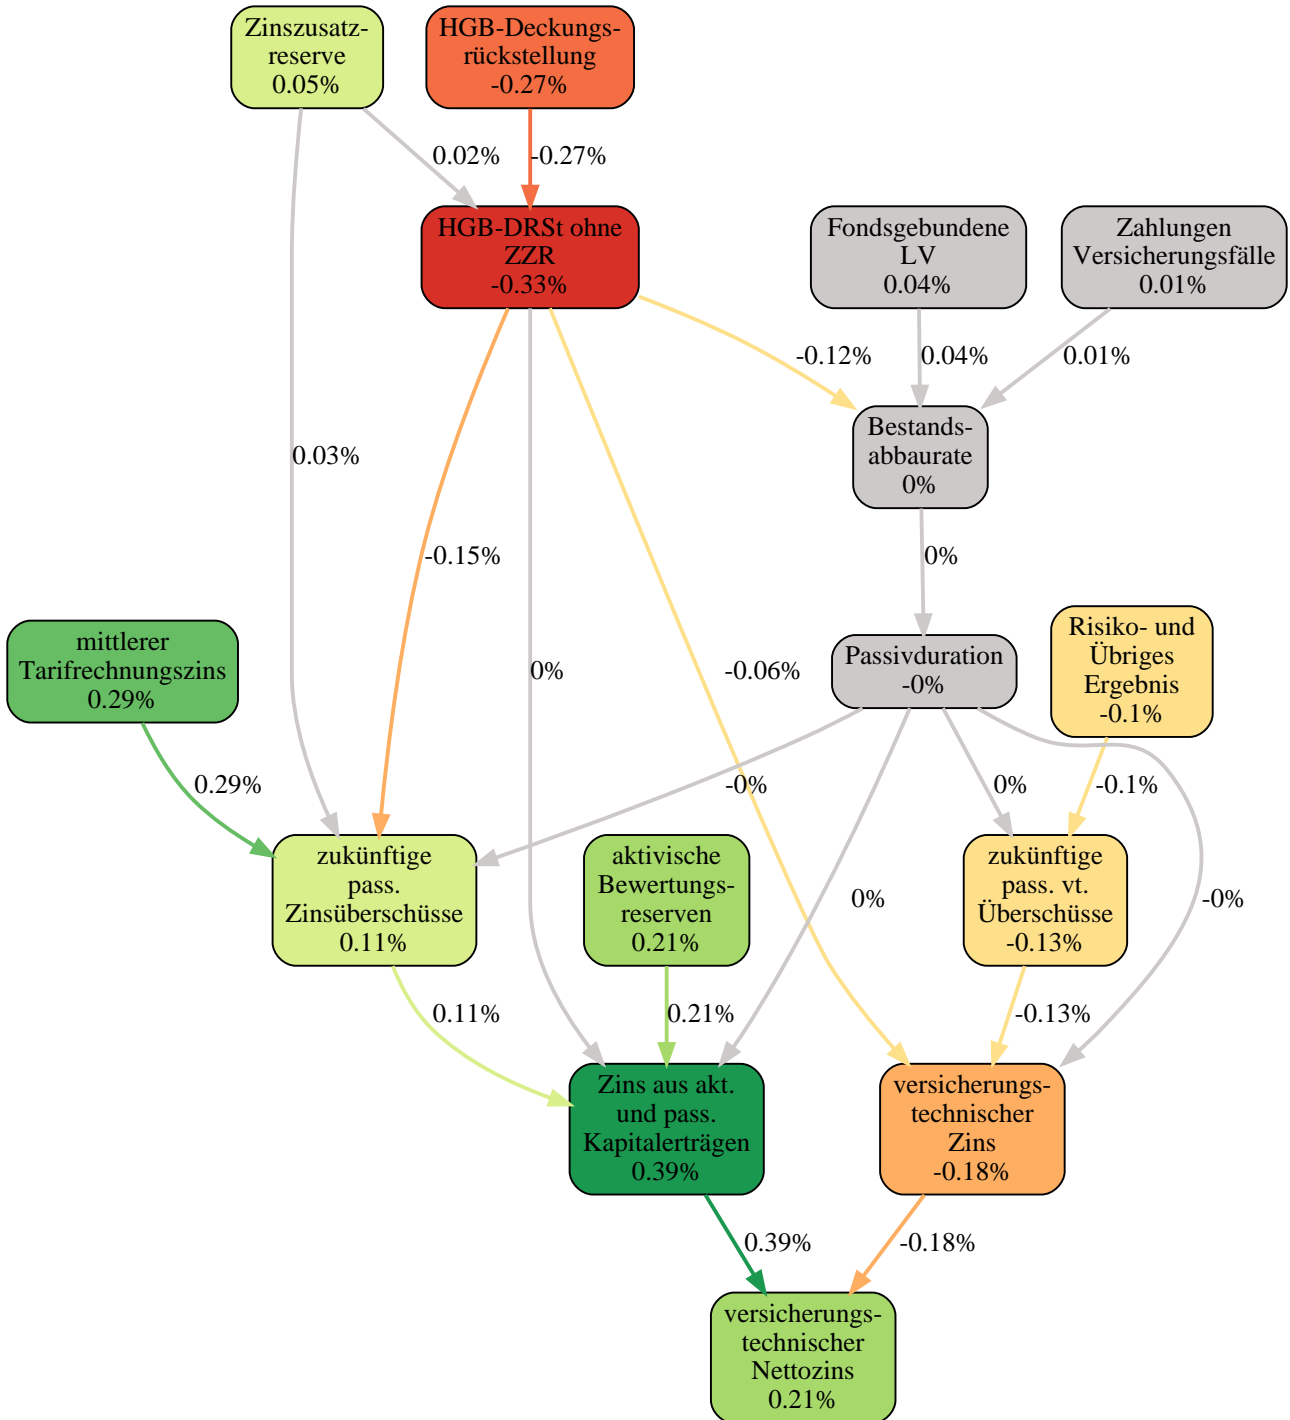 Zinszusatz-
reserve
0.05%
HGB-Deckungs-
rückstellung
-0.27%
0.02%
-0.27%
HGB-DRSt ohne
ZZR
-0.33%
Fondsgebundene
LV
0.04%
Zahlungen
Versicherungsfälle
0.01%
-0.12%
0.04%
0.01%
Bestands-
abbaurate
0%
0.03%
-0.15%
0%
mittlerer
Tarifrechnungszins
0.29%
0%
-0.06%
Passivduration
-0%
Risiko- und
Übriges
Ergebnis
-0.1%
0.29%
-0%
0%
-0.1%
zukünftige
pass.
Zinsüberschüsse
0.11%
aktivische
Bewertungs-
reserven
0.21%
0%
zukünftige
pass. vt.
Überschüsse
-0.13%
-0%
0.11%
0.21%
-0.13%
Zins aus akt.
und pass.
Kapitalerträgen
0.39%
versicherungs-
technischer
Zins
-0.18%
0.39%
-0.18%
versicherungs-
technischer
Nettozins
0.21%